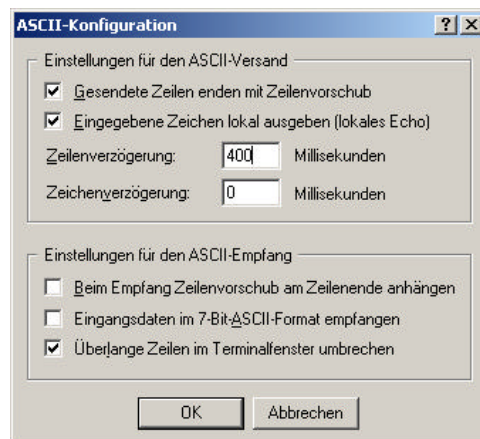 ASCII-Konfiguration
Einstellungen für den ASCII-Versand
Gesendete Zeilen enden mit Zeilenvorschub
Eingegebene Zeichen lokal ausgeben (lokales Echo)
Zeilenverzögerung: 400 Millisekunden
Zeichenverzögerung: 0 Millisekunden
Einstellungen für den ASCII-Empfang
Beim Empfang Zeilenvorschub am Zeilenende anhängen
Eingangsdaten im 7-Bit-ASCII-Format empfangen
Überlange Zeilen im Terminalfenster umbrechen
OK Abbrechen